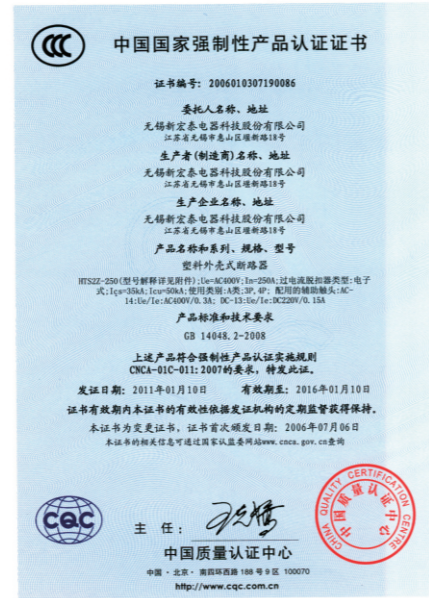 CCC
中国国家强制性产品认证证书
证书编号: 2006010307190086
委托人名称、地址
无锡新宏泰电器科技股份有限公司
江苏省无锡市惠山区堰新路18号
生产者(制造商)名称、地址
无锡新宏泰电器科技股份有限公司
江苏省无锡市惠山区堰新路18号
生产企业名称、地址
无锡新宏泰电器科技股份有限公司
江苏省无锡市惠山区堰新路18号
产品名称和系列、规格、型号
塑料外壳式断路器
HTS2Z-250(型号解释详见附件);Ue=AC400V;In=250A;过电流脱扣器类型:电子
式;Ics=35kA;Icu=50kA;使用类别:A类;3P,4P; 配用的辅助触头:AC-
14:Ue/Ie:AC400V/0.3A; DC-13:Ue/Ie:DC220V/0.15A
产品标准和技术要求
GB 14048.2-2008
上述产品符合强制性产品认证实施规则
CNCA-01C-011:2007的要求，特发此证。
发证日期: 2011年01月10日 有效期至: 2016年01月10日
证书有效期内本证书的有效性依据发证机构的定期监督获得保持。
本证书为变更证书，证书首次颁发日期: 2006年07月06日
本证书的相关信息可通过国家认监委网站www.cnca.gov.cn查询
CHINA QUALITY CERTIFICATION CENTRE
中国质量认证中心
CQC
主任:
中国质量认证中心
中国·北京·南四环西路188号9区 100070
http://www.cqc.com.cn